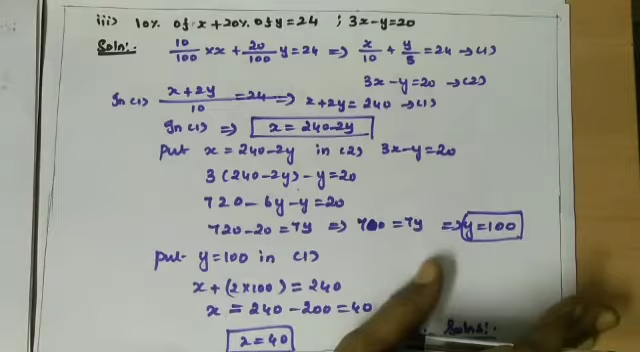 iii) 10% of x + 20% of y = 24 ; 3x - y = 20
Soln:. 10/100 × x + 20/100 y = 24 => x/10 + y/5 = 24 -> (1)
3x - y = 20 -> (2)
In (1) x + 2y/10 = 24 => x + 2y = 240 -> (1)
In (1) => x = 240 - 2y
Put x = 240 - 2y in (2) 3x - y = 20
3(240 - 2y) - y = 20
720 - 6y - y = 20
720 - 20 = 7y => 700 = 7y => y = 100
Put y = 100 in (1)
x + (2 × 100) = 240
x = 240 - 200 = 40
x = 40
Soln:.